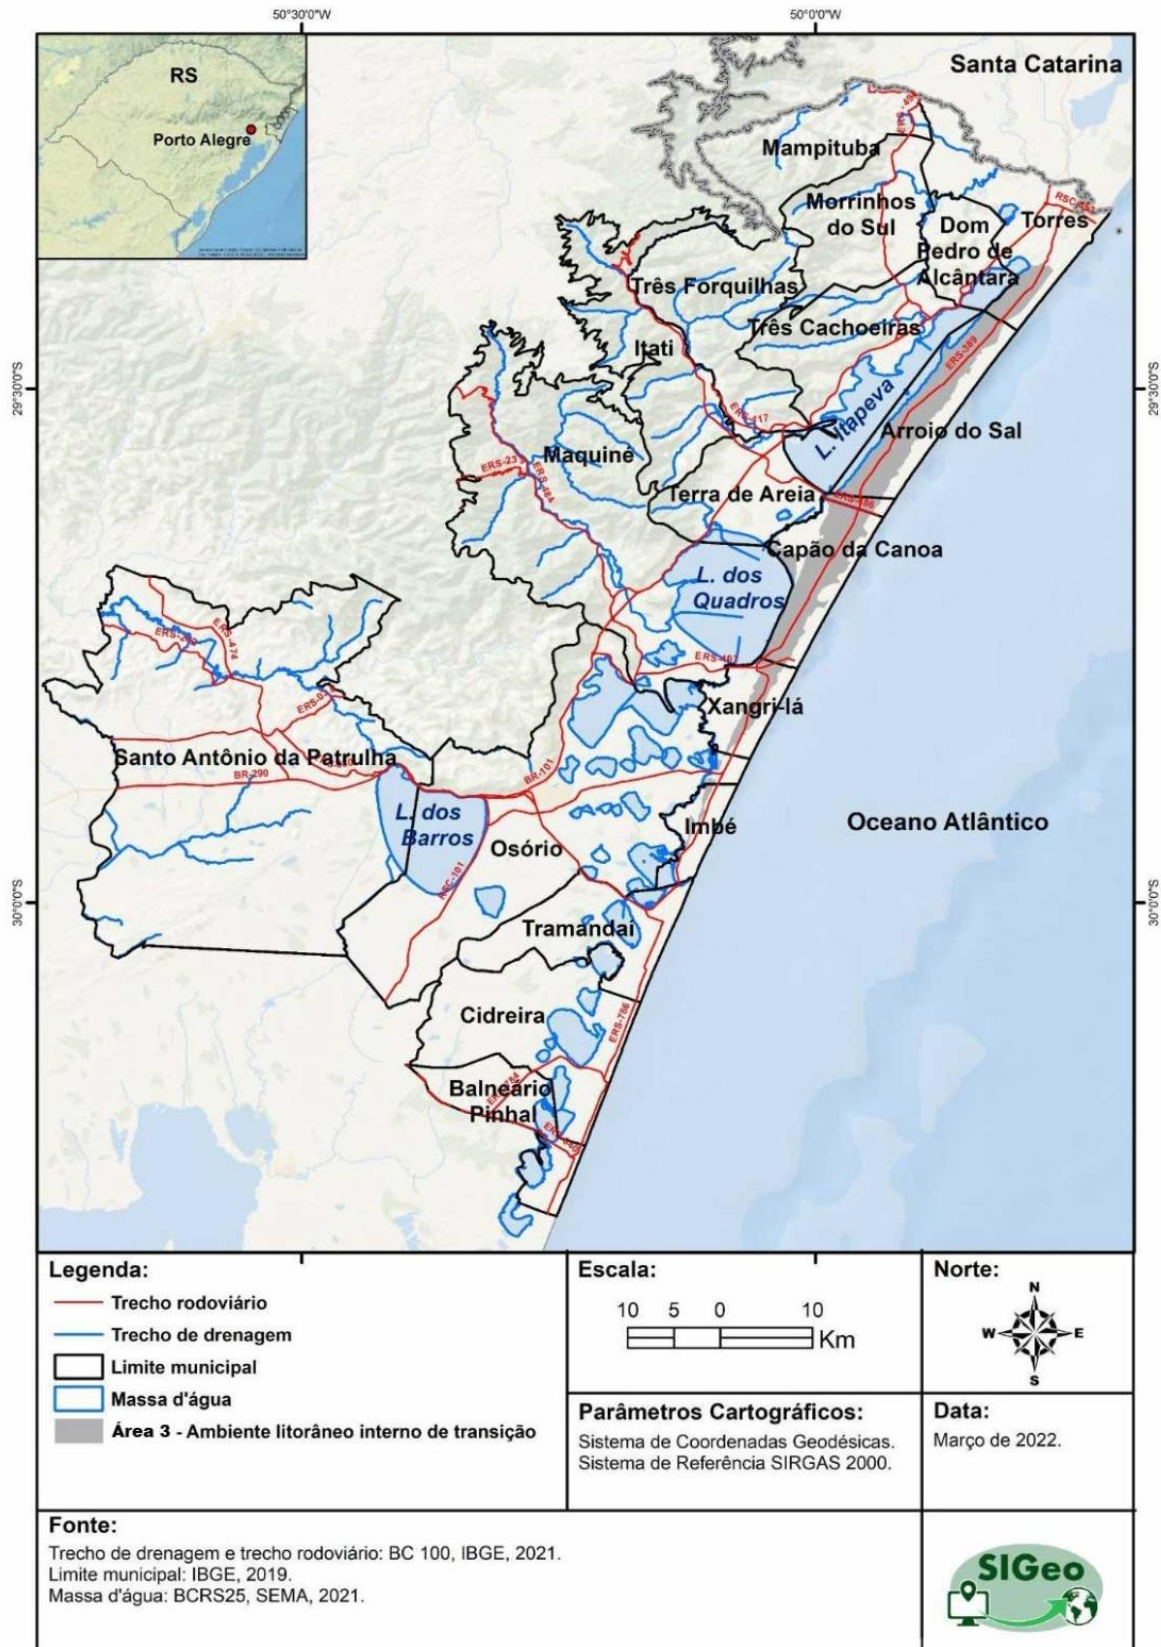 50°30'0"W
50°0'0"W
RS
Porto Alegre
Santa Catarina
Mampituba
Morrinhos
do Sul
Dom
Pedro de
Alcântara
Torres
Três Forquilhas
Três Cachoeiras
Itati
ERS-389
29°30'0"S
29°30'0"S
L. Itapeva
Arroio do Sal
Maquiné
ERS-484
Terra de Areia
Capão da Canoa
L. dos
Quadros
ERS-474
ERS-407
Xangri-lá
Santo Antônio da Patrulha
BR-290
BR-101
L. dos
Barros
Imbé
Oceano Atlântico
Osório
RSC-101
30°0'0"S
30°0'0"S
Tramandaí
Cidreira
ERS-786
Balneário
Pinhal
Legenda:
Trecho rodoviário
Trecho de drenagem
Limite municipal
Massa d'água
Área 3 - Ambiente litorâneo interno de transição
Escala:
10 5 0 10
Km
Norte:
N
W E
S
Parâmetros Cartográficos:
Sistema de Coordenadas Geodésicas.
Sistema de Referência SIRGAS 2000.
Data:
Março de 2022.
Fonte:
Trecho de drenagem e trecho rodoviário: BC 100, IBGE, 2021.
Limite municipal: IBGE, 2019.
Massa d'água: BCRS25, SEMA, 2021.
SIGeo